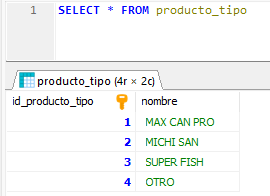 1 SELECT * FROM producto_tipo
producto_tipo (4r × 2c)
id_producto_tipo nombre
1 MAX CAN PRO
2 MICHI SAN
3 SUPER FISH
4 OTRO